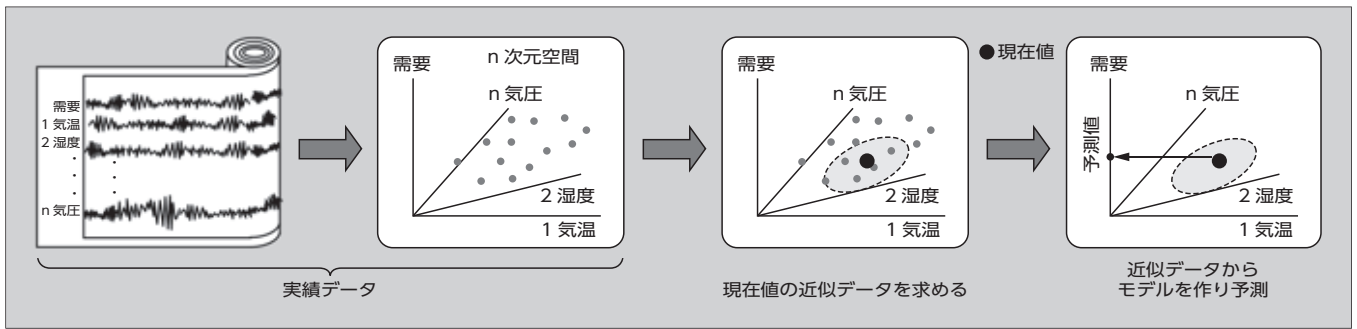 需要
1 気温
2 湿度
n 気圧
実績データ
需要
n 次元空間
n 気圧
2 湿度
1 気温
需要
n 気圧
2 湿度
1 気温
現在値の近似データを求める
●現在値
需要
n 気圧
予測値
2 湿度
1 気温
近似データから
モデルを作り予測